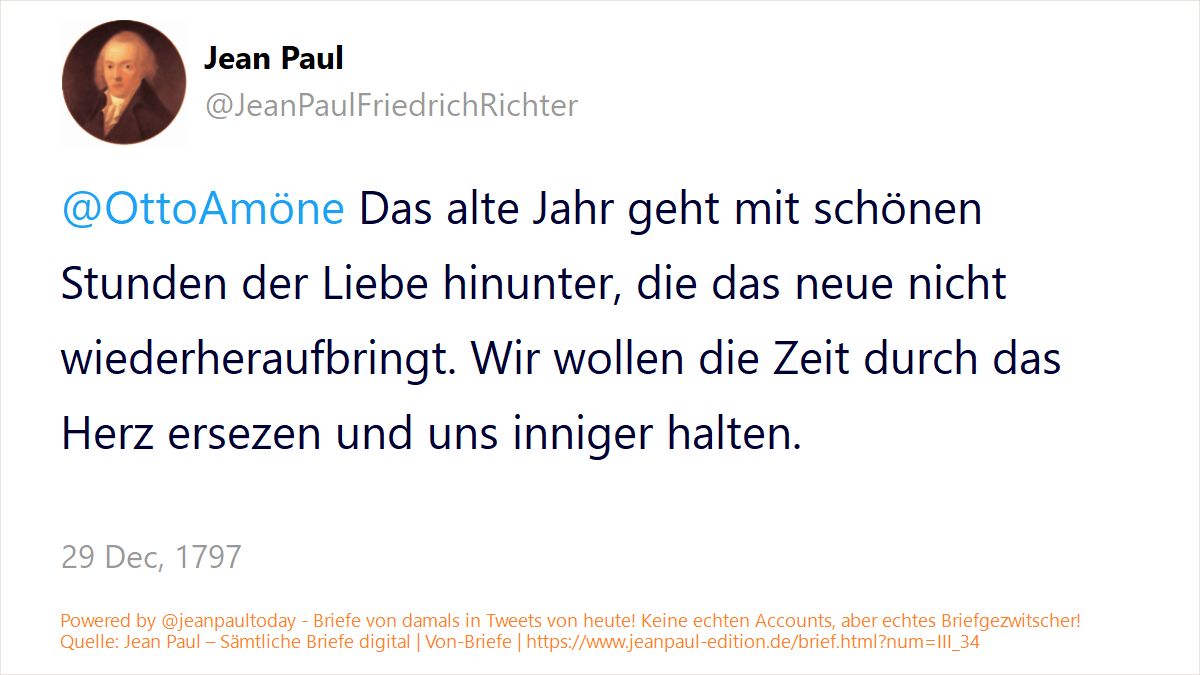 Jean Paul
@JeanPaulFriedrichRichter
@OttoAmöne Das alte Jahr geht mit schönen
Stunden der Liebe hinunter, die das neue nicht
wiederheraufbringt. Wir wollen die Zeit durch das
Herz ersezen und uns inniger halten.
29 Dec, 1797
Powered by @jeanpaultoday - Briefe von damals in Tweets von heute! Keine echten Accounts, aber echtes Briefgezwitscher!
Quelle: Jean Paul – Sämtliche Briefe digital | Von-Briefe | https://www.jeanpaul-edition.de/brief.html?num=III_34